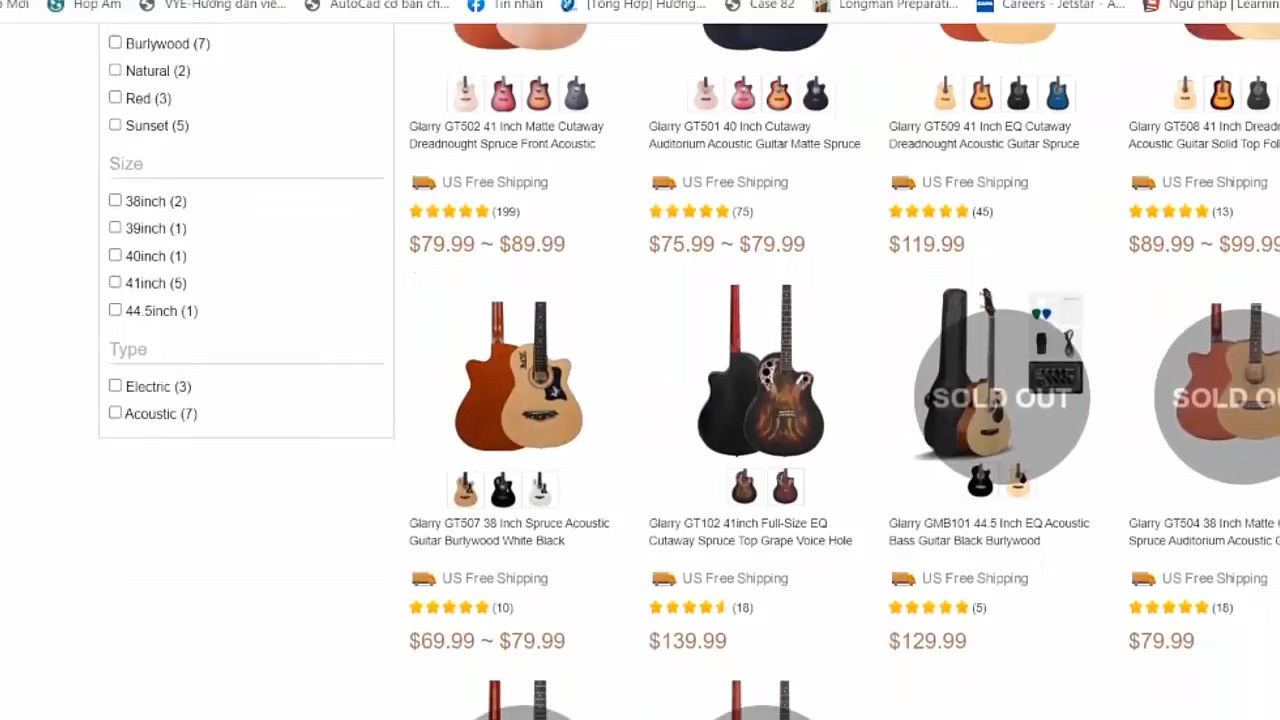 Mới Hợp Âm VYE-Hướng dẫn viế... AutoCad cơ bản ch... Tin nhắn [Tổng Hợp] Hướng... Case 82 Longman Preparati... Careers - Jetstar - A... Ngữ pháp | Learnin
Burlywood (7)
Natural (2)
Red (3)
Sunset (5)
Size
38inch (2)
39inch (1)
40inch (1)
41inch (5)
44.5inch (1)
Type
Electric (3)
Acoustic (7)
Glarry GT502 41 Inch Matte Cutaway
Dreadnought Spruce Front Acoustic
US Free Shipping
(199)
$79.99 ~ $89.99
Glarry GT501 40 Inch Cutaway
Auditorium Acoustic Guitar Matte Spruce
US Free Shipping
(75)
$75.99 ~ $79.99
Glarry GT509 41 Inch EQ Cutaway
Dreadnought Acoustic Guitar Spruce
US Free Shipping
(45)
$119.99
Glarry GT508 41 Inch Dread
Acoustic Guitar Solid Top Fol
US Free Shipping
(13)
$89.99 ~ $99.99
Glarry GT507 38 Inch Spruce Acoustic
Guitar Burlywood White Black
US Free Shipping
(10)
$69.99 ~ $79.99
Glarry GT102 41inch Full-Size EQ
Cutaway Spruce Top Grape Voice Hole
US Free Shipping
(18)
$139.99
SOLD OUT
Glarry GMB101 44.5 Inch EQ Acoustic
Bass Guitar Black Burlywood
US Free Shipping
(5)
$129.99
SOLD OU
Glarry GT504 38 Inch Matte
Spruce Auditorium Acoustic
US Free Shipping
(18)
$79.99